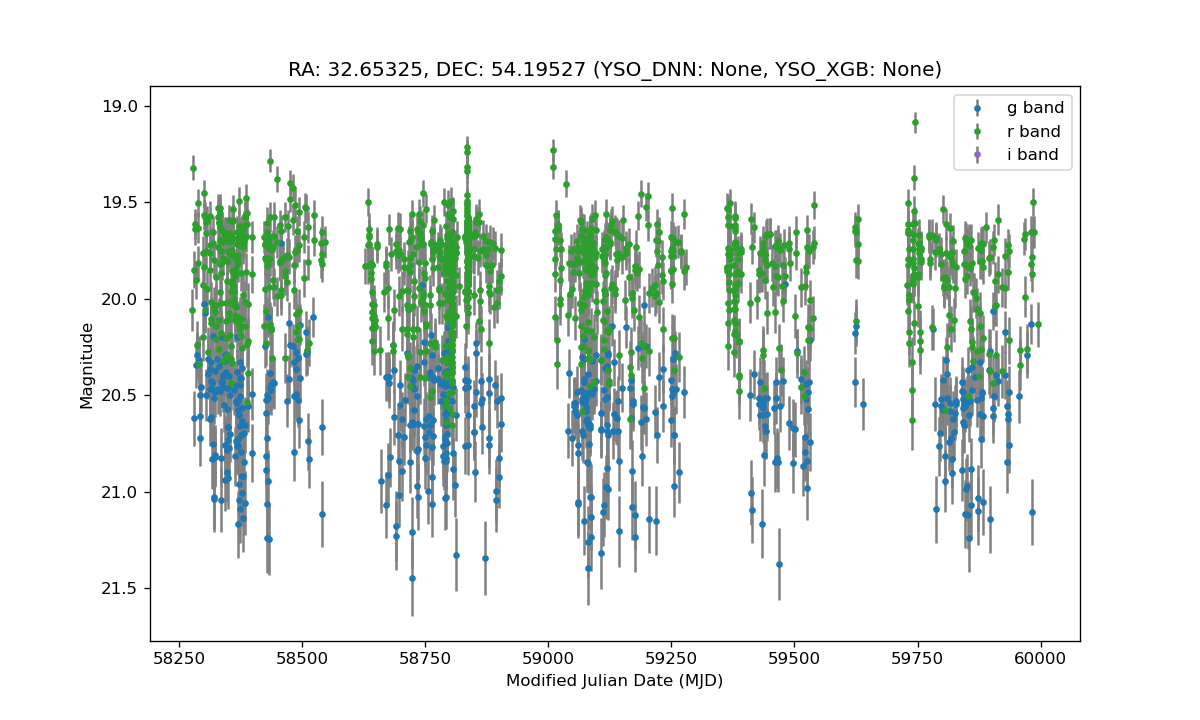 RA: 32.65325, DEC: 54.19527 (YSO_DNN: None, YSO_XGB: None)
g band
r band
i band
19.0
19.5
20.0
20.5
21.0
21.5
Magnitude
58250 58500 58750 59000 59250 59500 59750 60000
Modified Julian Date (MJD)